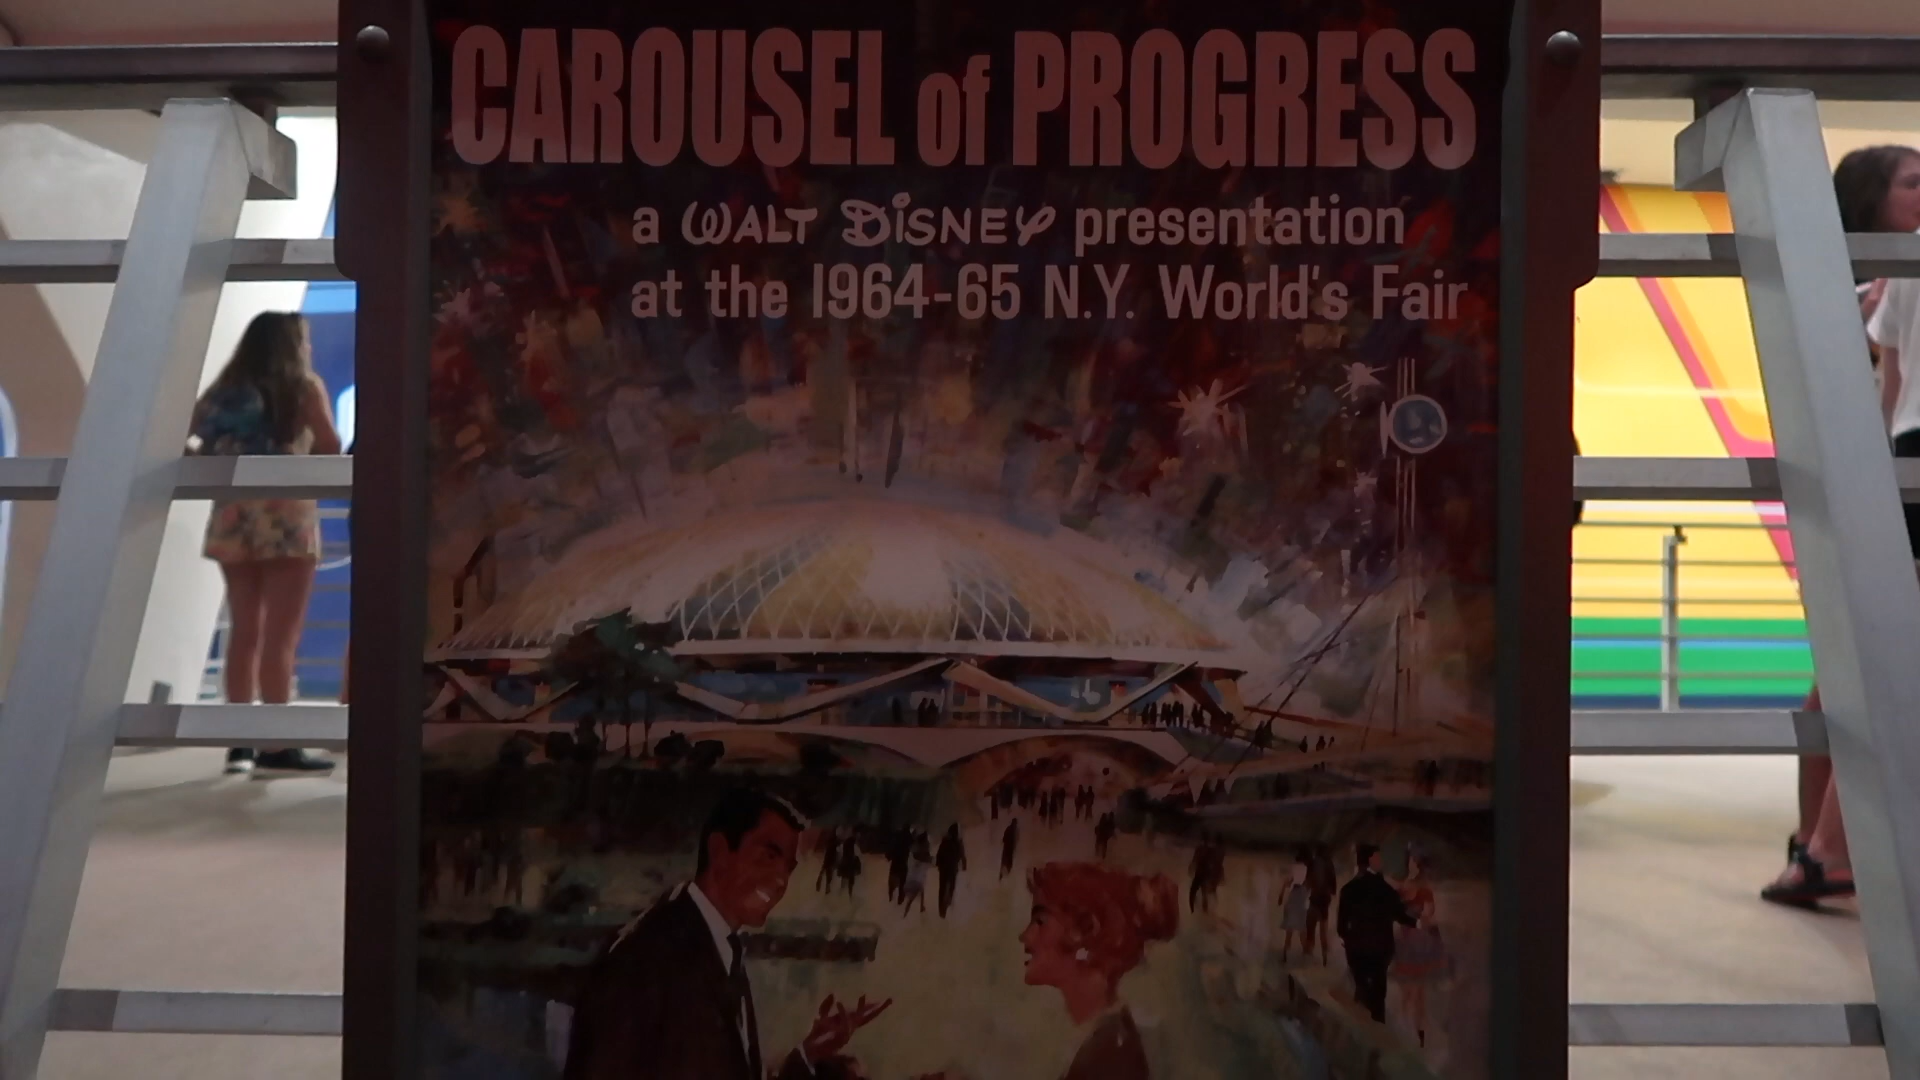 CAROUSEL of PROGRESS
a WALT DiSNEY presentation
at the 1964-65 N.Y. World's Fair